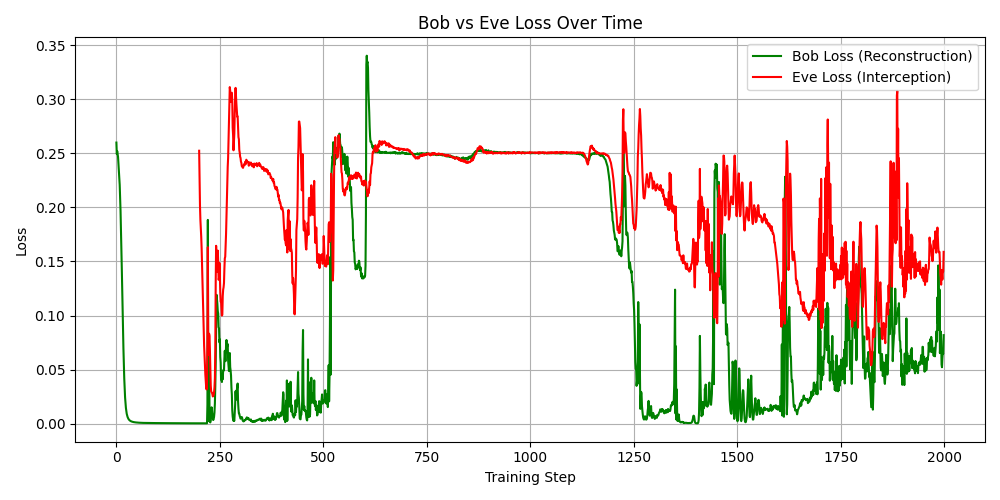 Bob vs Eve Loss Over Time
Bob Loss (Reconstruction)
Eve Loss (Interception)
Loss
0.35
0.30
0.25
0.20
0.15
0.10
0.05
0.00
0 250 500 750 1000 1250 1500 1750 2000
Training Step